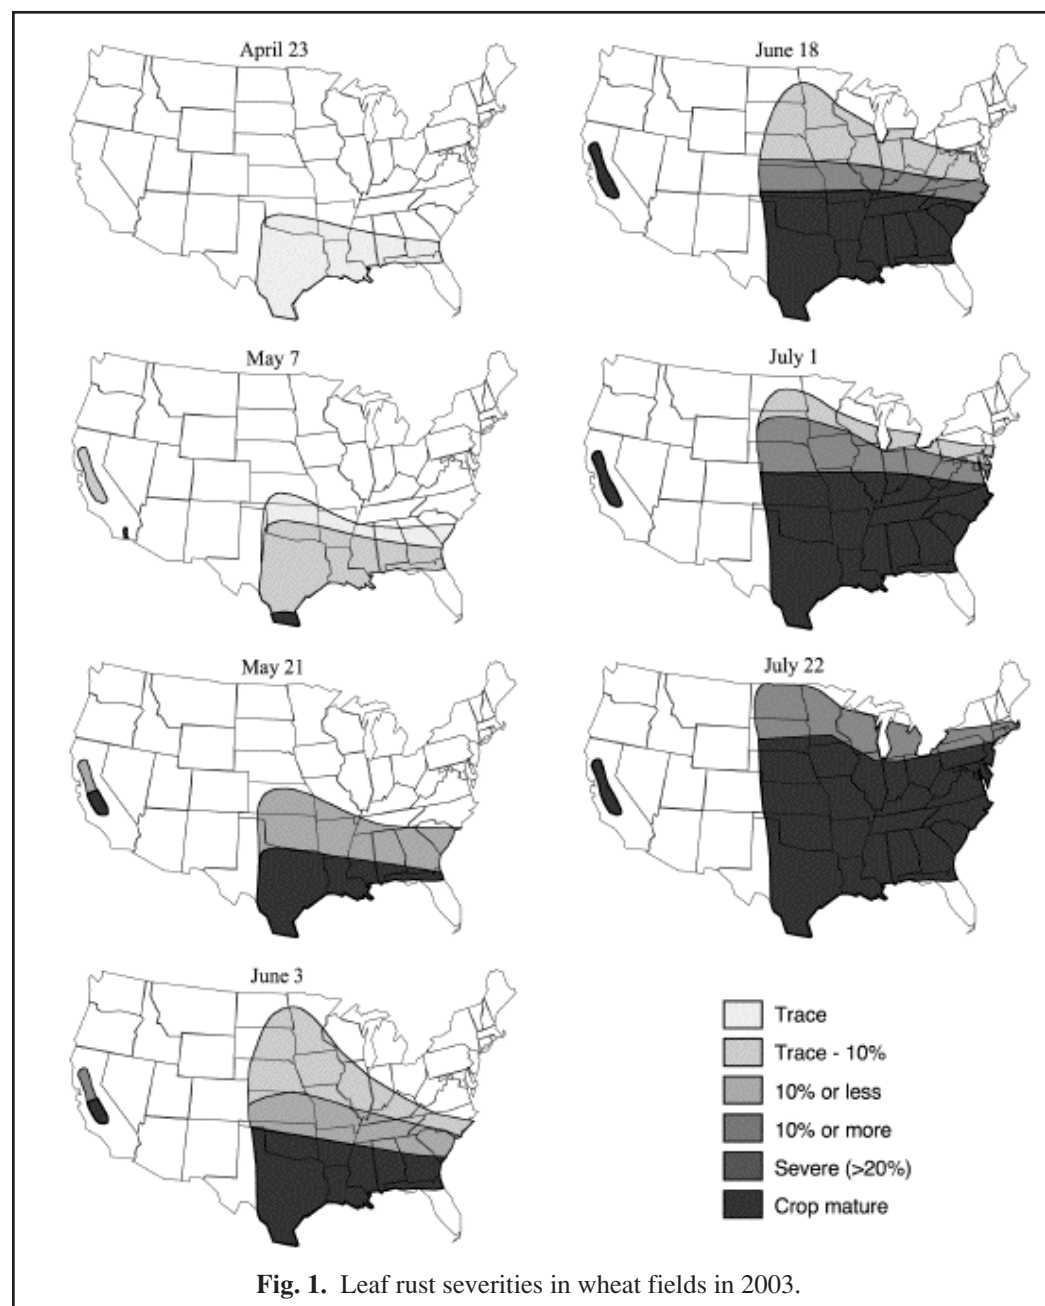 April 23
June 18
May 7
July 1
May 21
July 22
June 3
Trace
Trace - 10%
10% or less
10% or more
Severe (>20%)
Crop mature
Fig. 1. Leaf rust severities in wheat fields in 2003.